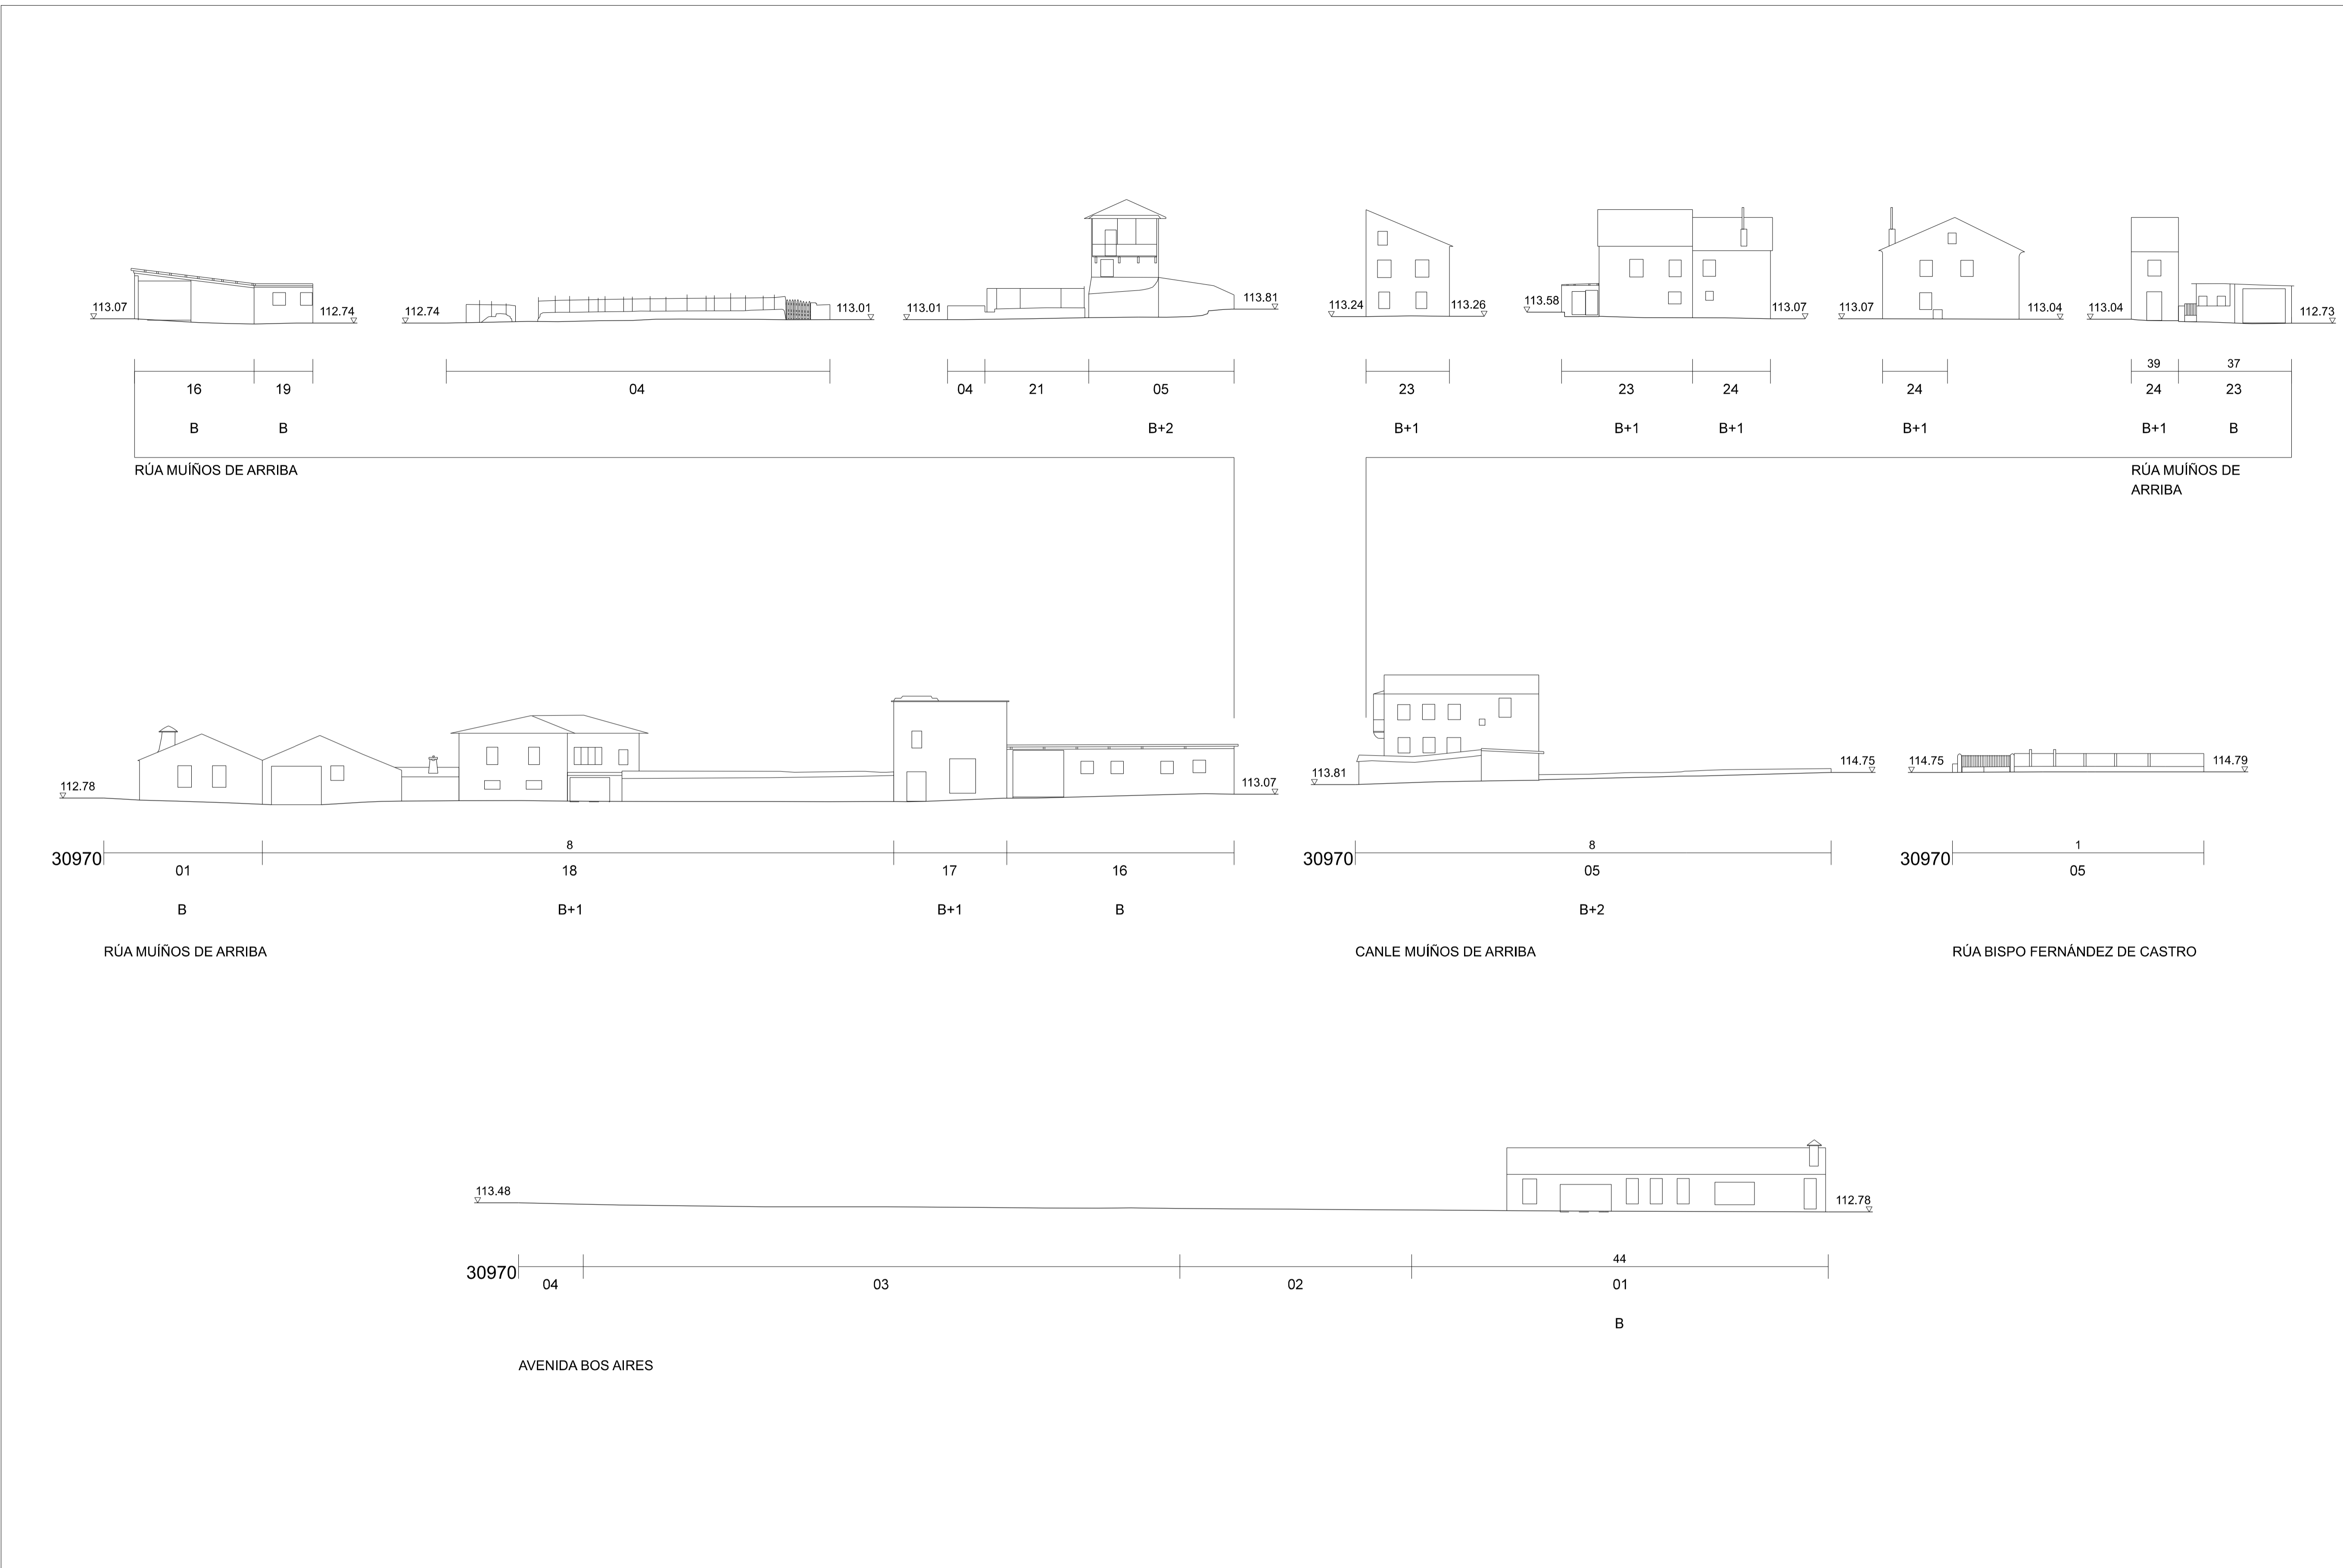 113.07
112.74
16
19
B
B
RÚA MUÍÑOS DE ARRIBA
112.74
113.01
04
113.01
113.81
04
21
05
B+2
113.24
113.26
23
B+1
113.58
113.07
23
24
B+1
B+1
113.07
113.04
24
B+1
113.04
112.73
39
37
24
23
B+1
B
RÚA MUÍÑOS DE
ARRIBA
112.78
113.07
30970
8
01
18
17
16
B
B+1
B+1
B
RÚA MUÍÑOS DE ARRIBA
113.81
114.75
30970
8
05
B+2
CANLE MUÍÑOS DE ARRIBA
114.75
114.79
30970
1
05
RÚA BISPO FERNÁNDEZ DE CASTRO
113.48
112.78
30970
44
04
03
02
01
B
AVENIDA BOS AIRES